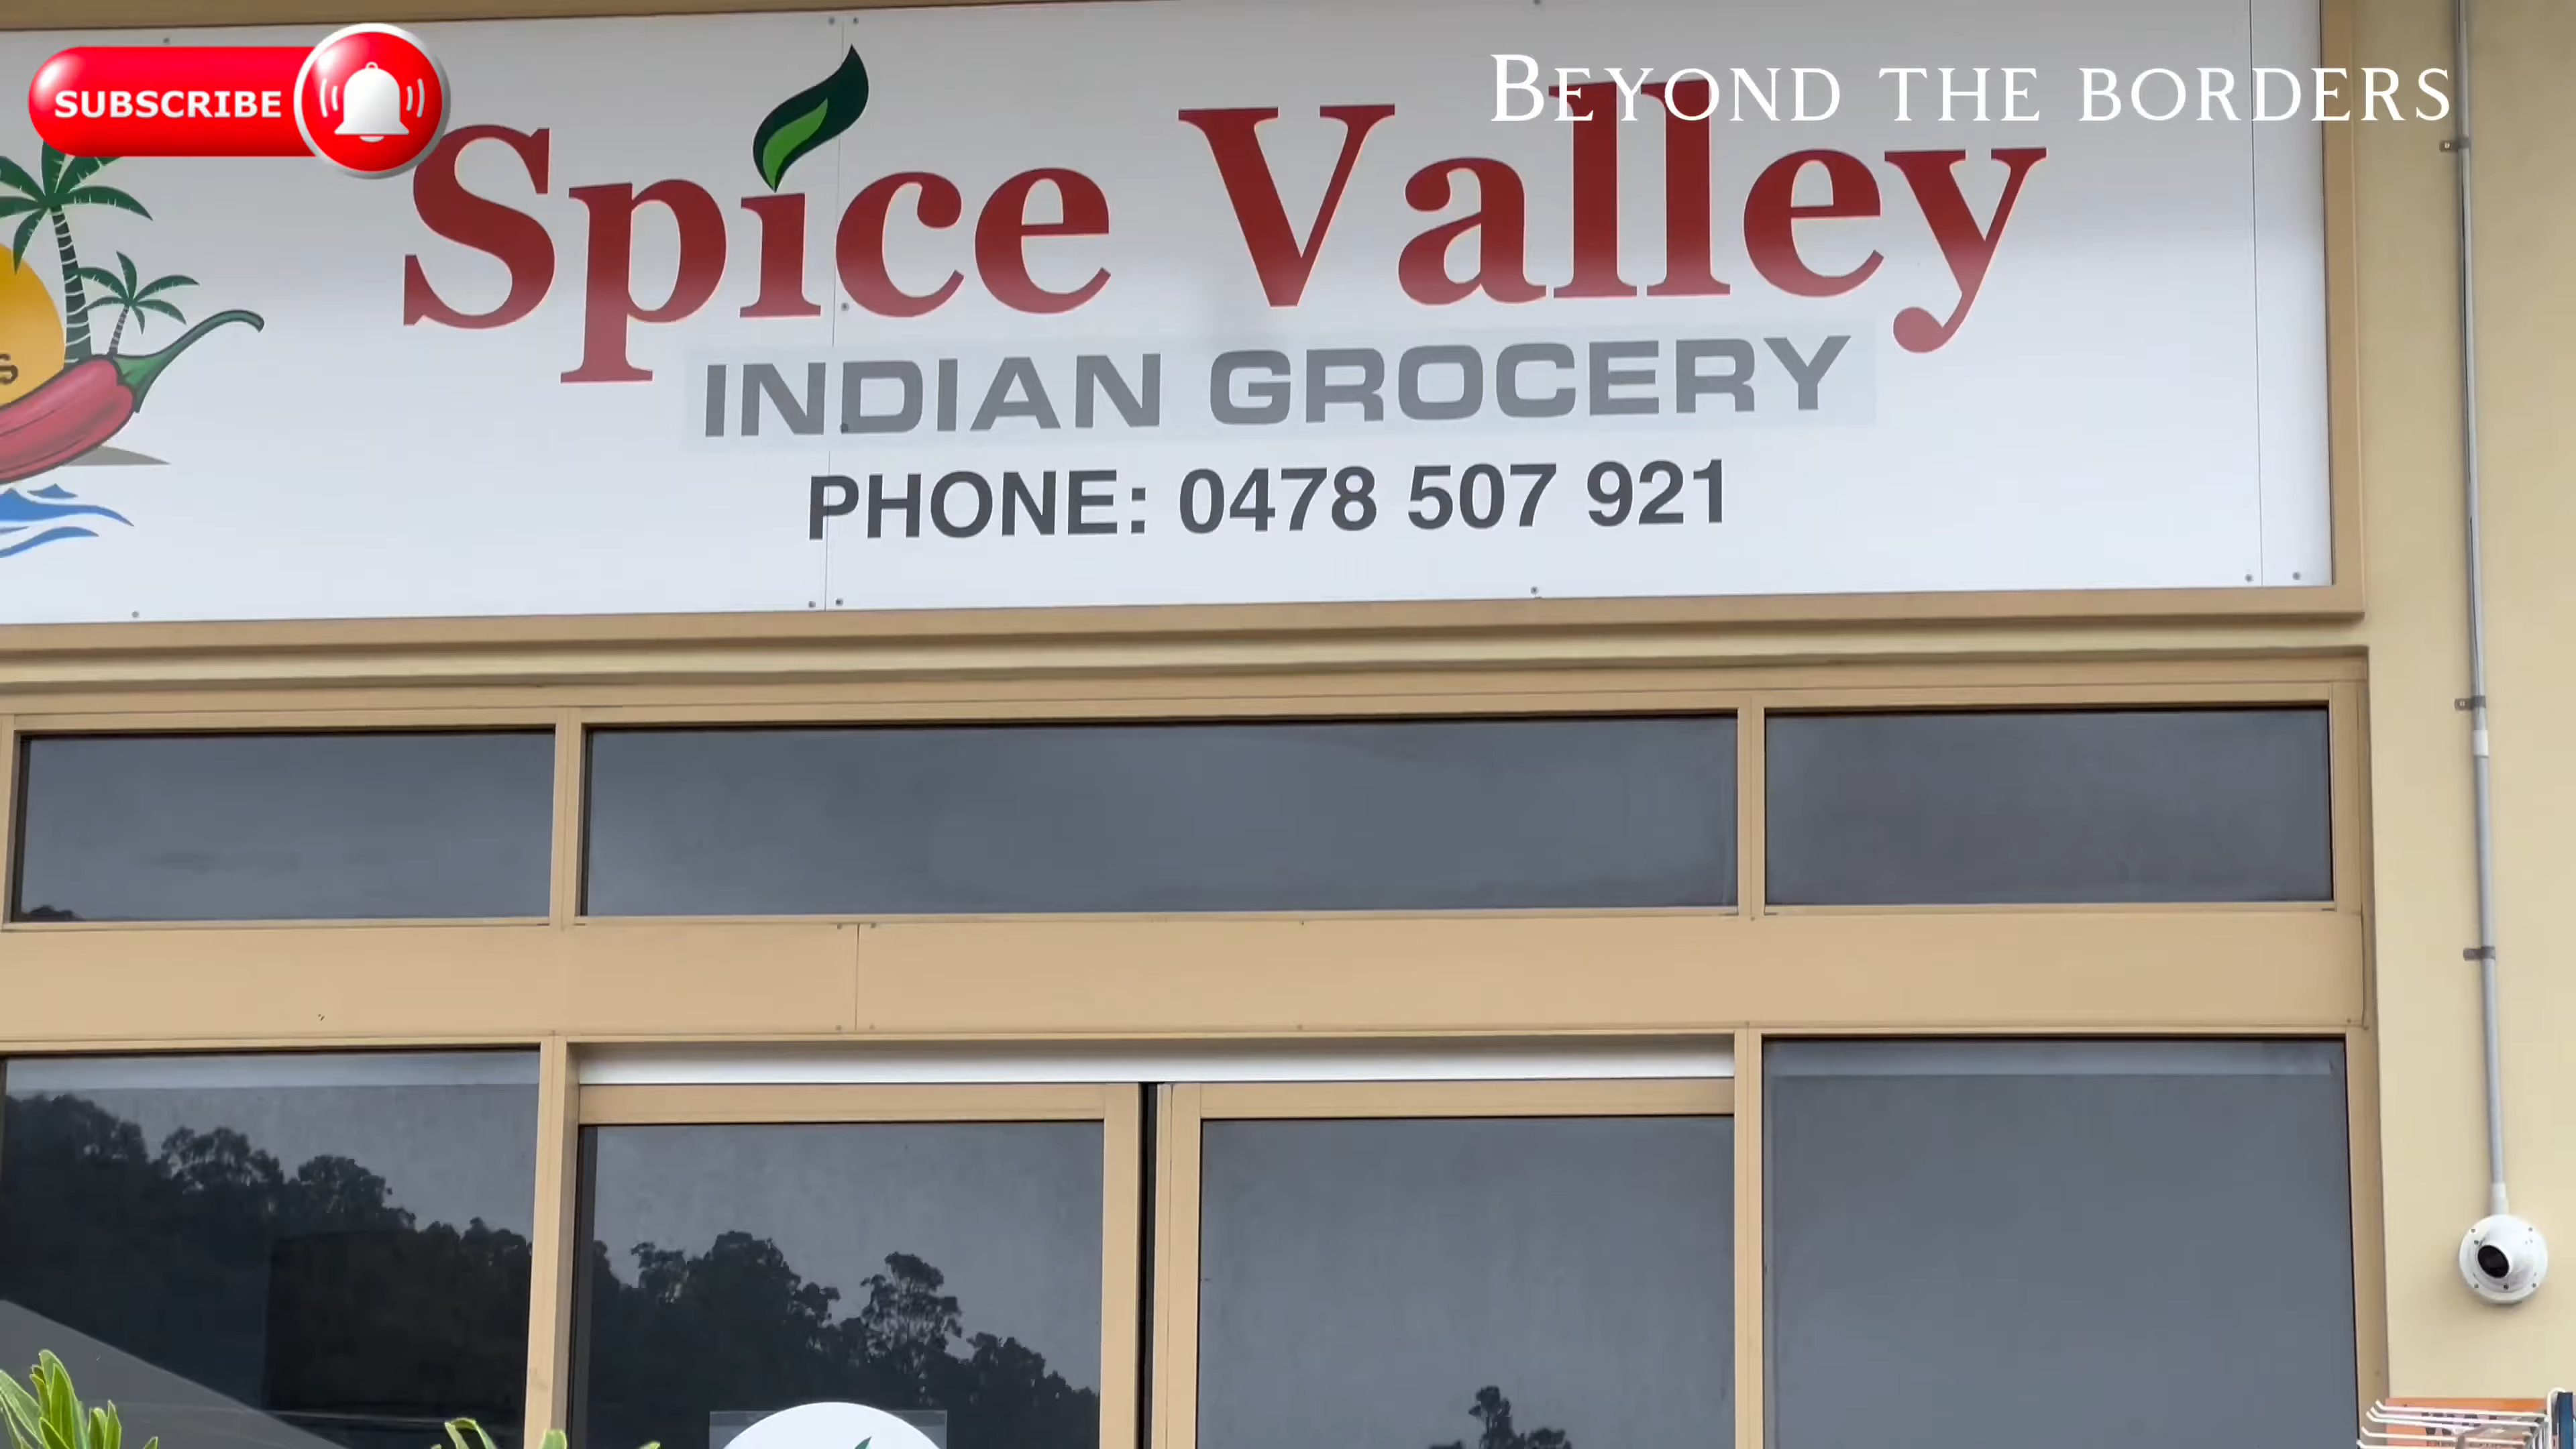 SUBSCRIBE
BEYOND THE BORDERS
Spice Valley
INDIAN GROCERY
PHONE: 0478 507 921